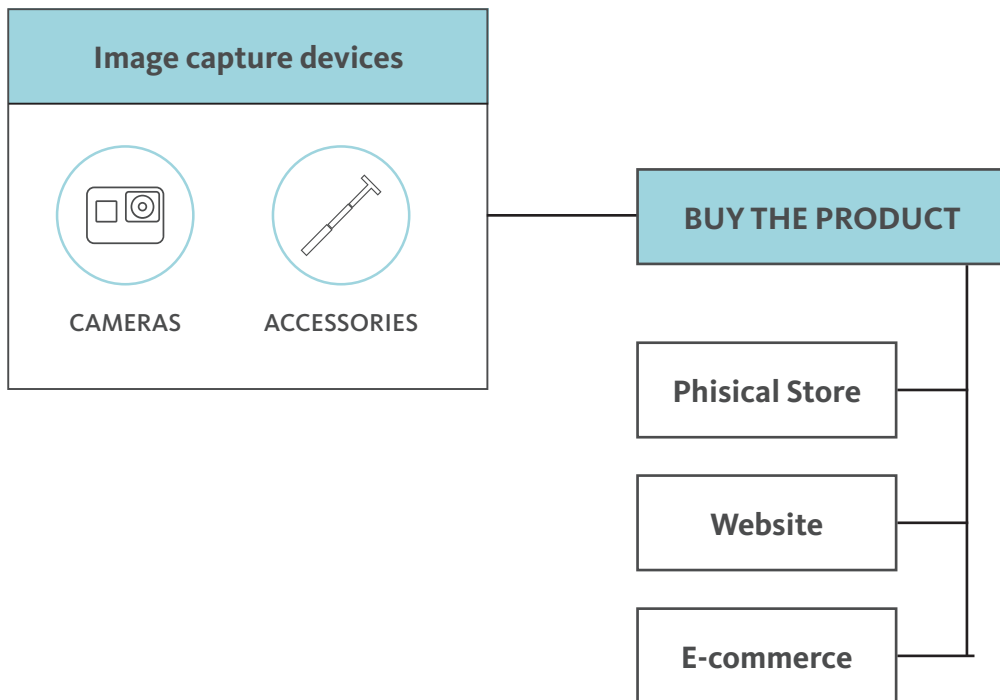 Image capture devices
CAMERAS
ACCESSORIES
BUY THE PRODUCT
Phisical Store
Website
E-commerce